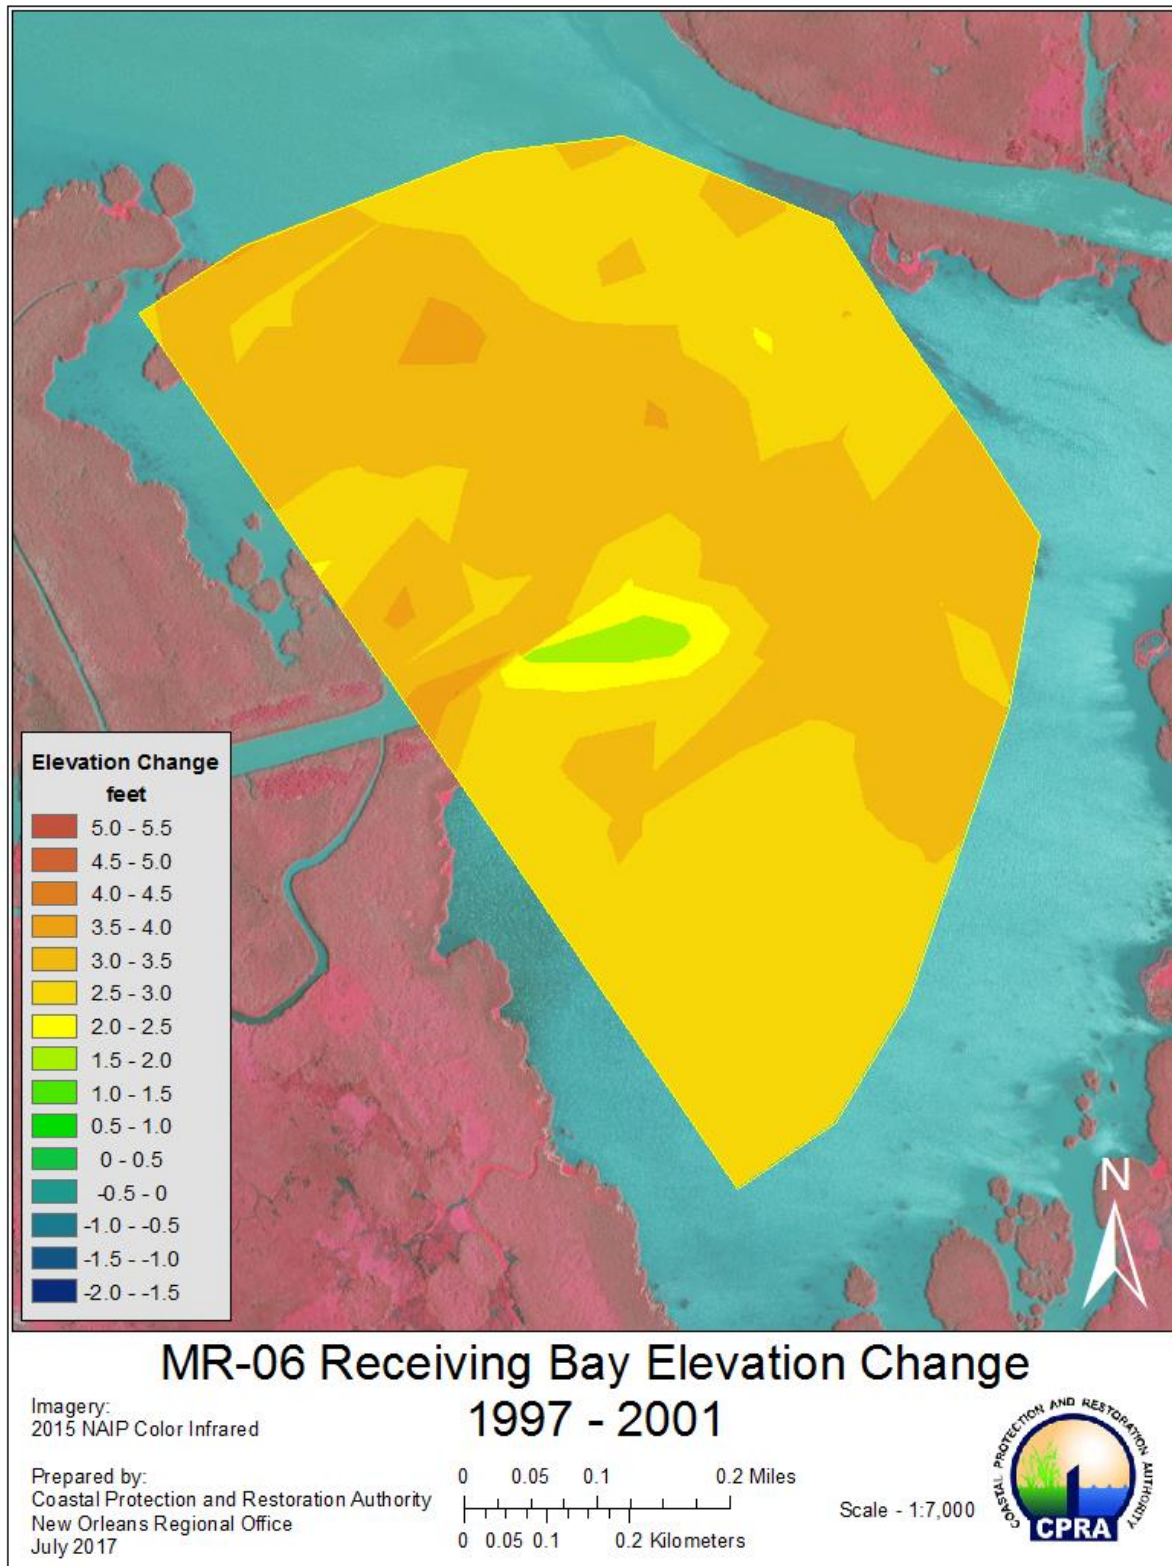 N
Elevation Change
feet
5.0 - 5.5
4.5 - 5.0
4.0 - 4.5
3.5 - 4.0
3.0 - 3.5
2.5 - 3.0
2.0 - 2.5
1.5 - 2.0
1.0 - 1.5
0.5 - 1.0
0 - 0.5
-0.5 - 0
-1.0 - -0.5
-1.5 - -1.0
-2.0 - -1.5
MR-06 Receiving Bay Elevation Change
1997 - 2001
Imagery:
2015 NAIP Color Infrared
Prepared by:
Coastal Protection and Restoration Authority
New Orleans Regional Office
July 2017
0 0.05 0.1 0.2 Miles
0 0.05 0.1 0.2 Kilometers
Scale - 1:7,000
COASTAL PROTECTION AND RESTORATION AUTHORITY
CPRA